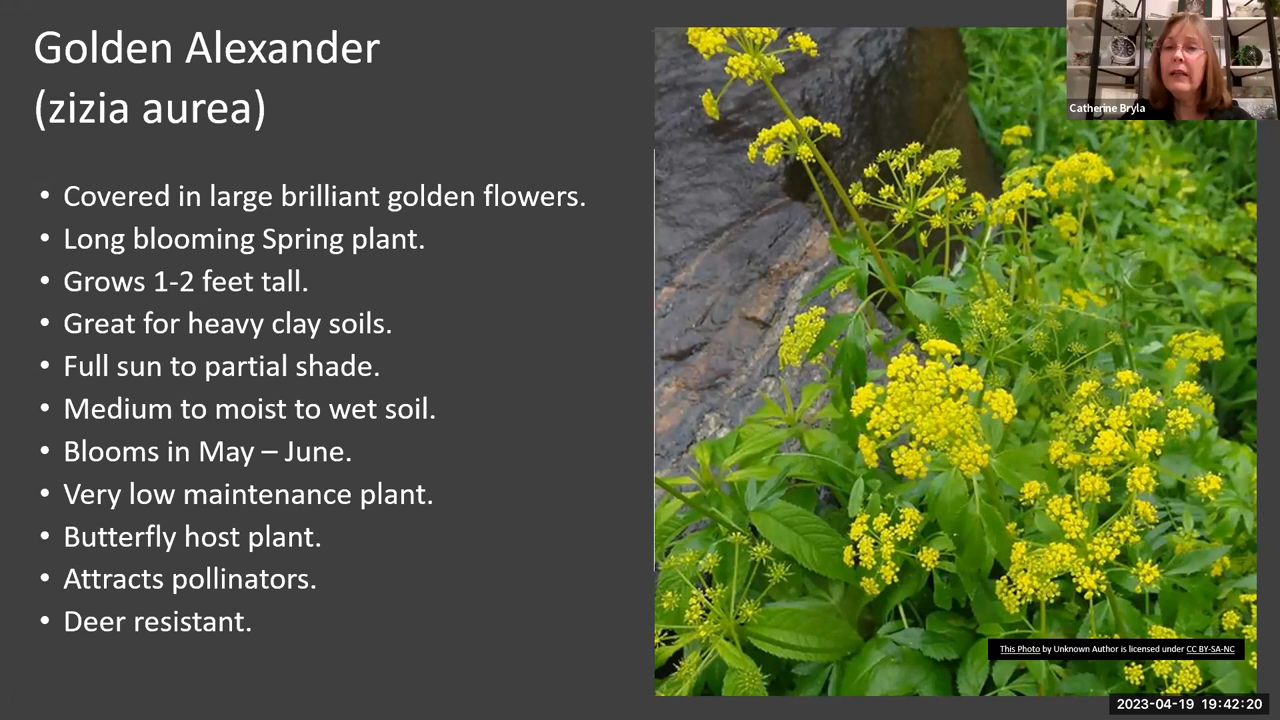 Golden Alexander
(zizia aurea)
• Covered in large brilliant golden flowers.
• Long blooming Spring plant.
• Grows 1-2 feet tall.
• Great for heavy clay soils.
• Full sun to partial shade.
• Medium to moist to wet soil.
• Blooms in May – June.
• Very low maintenance plant.
• Butterfly host plant.
• Attracts pollinators.
• Deer resistant.
Catherine Bryla
This Photo by Unknown Author is licensed under CC BY-SA-NC
2023-04-19 19:42:20